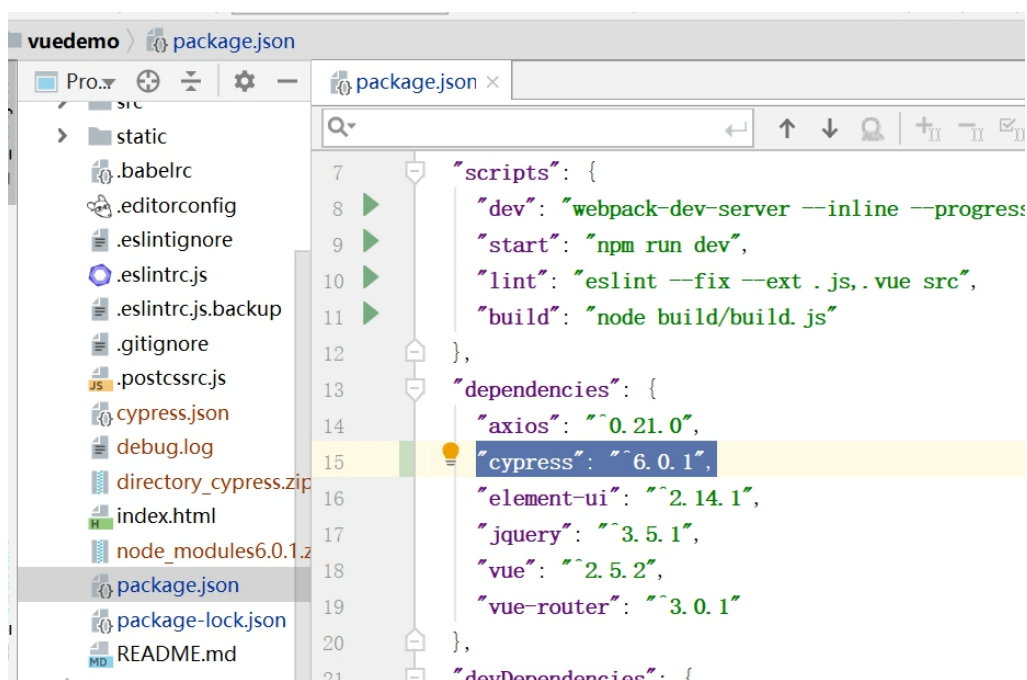 vuedemo package.json
Pro...
package.json
src
static
.babelrc
.editorconfig
.eslintignore
.eslintrc.js
.eslintrc.js.backup
.gitignore
.postcssrc.js
cypress.json
debug.log
directory_cypress.zip
index.html
node_modules6.0.1.z
package.json
package-lock.json
README.md
7 "scripts": {
8 "dev": "webpack-dev-server --inline --progress
9 "start": "npm run dev",
10 "lint": "eslint --fix --ext .js,.vue src",
11 "build": "node build/build.js"
12 },
13 "dependencies": {
14 "axios": "^0.21.0",
15 "cypress": "^6.0.1",
16 "element-ui": "^2.14.1",
17 "jquery": "^3.5.1",
18 "vue": "^2.5.2",
19 "vue-router": "^3.0.1"
20 },
21 "devDependencies": {